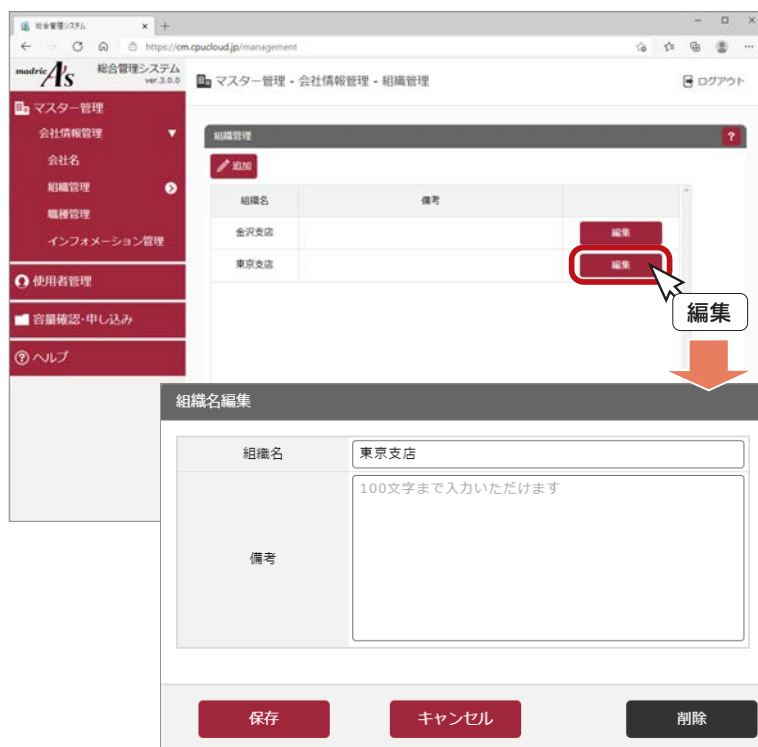 総合管理システム
https://cm.cpucloud.jp/management
madric A's 総合管理システム
ver.3.0.0
マスター管理 - 会社情報管理 - 組織管理
ログアウト
マスター管理
会社情報管理 ▼
会社名
組織管理
職種管理
インフォメーション管理
使用者管理
容量確認・申し込み
ヘルプ
組織管理 ?
追加
組織名 備考
金沢支店 編集
東京支店 編集
編集
組織名編集
組織名 東京支店
備考 100文字まで入力いただけます
保存 キャンセル 削除